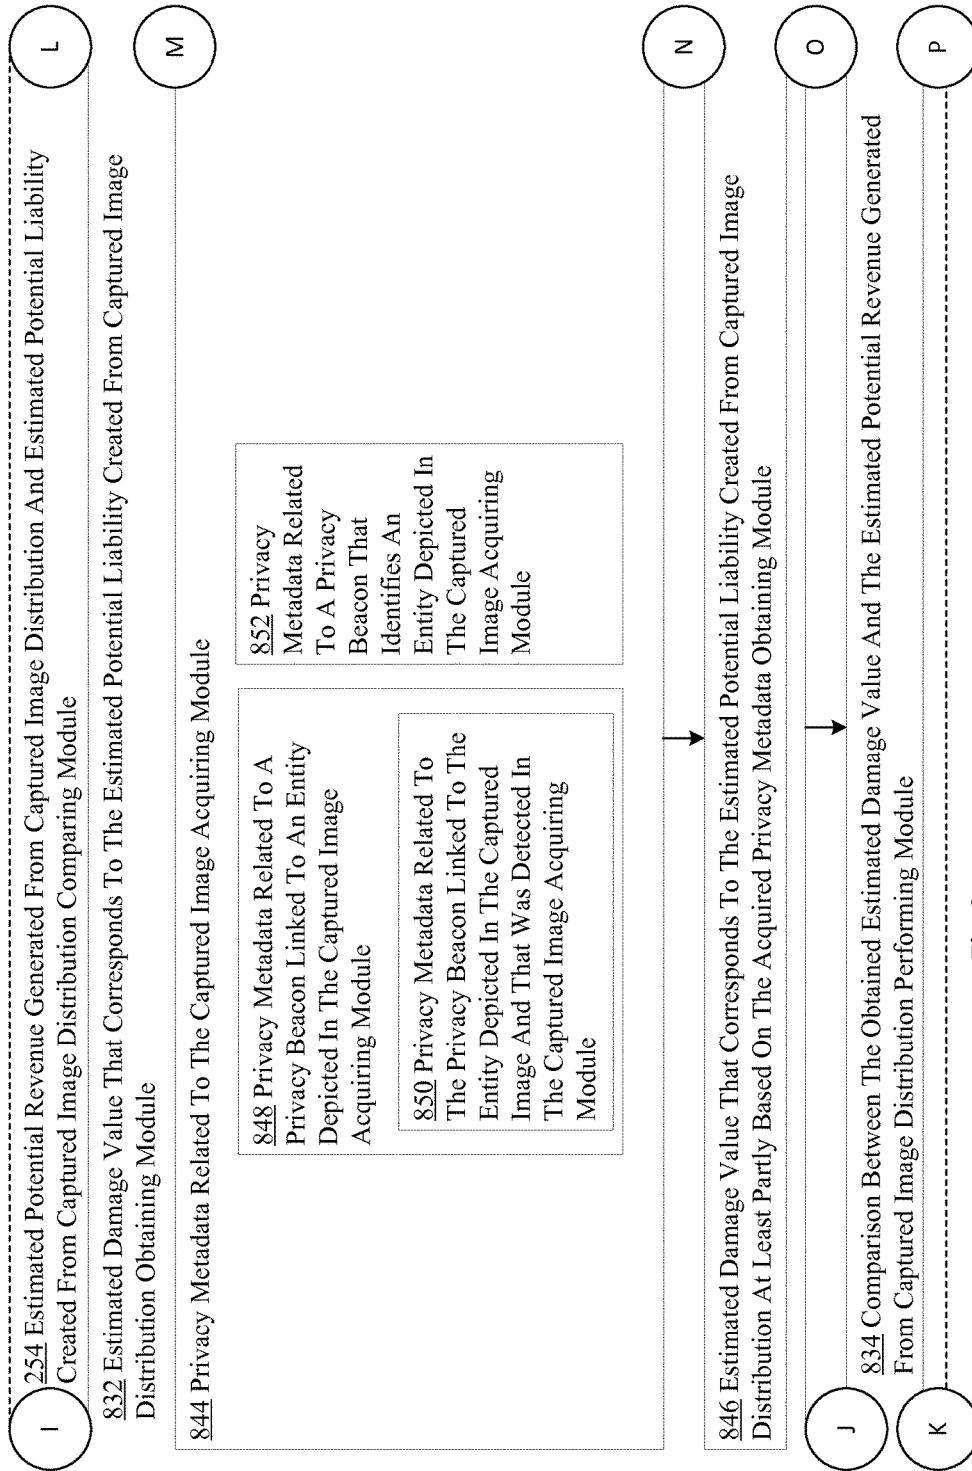 I
L
254 Estimated Potential Revenue Generated From Captured Image Distribution And Estimated Potential Liability
Created From Captured Image Distribution Comparing Module
832 Estimated Damage Value That Corresponds To The Estimated Potential Liability Created From Captured Image
Distribution Obtaining Module
M
844 Privacy Metadata Related To The Captured Image Acquiring Module
848 Privacy Metadata Related To A
Privacy Beacon Linked To An Entity
Depicted In The Captured Image
Acquiring Module
850 Privacy Metadata Related To
The Privacy Beacon Linked To The
Entity Depicted In The Captured
Image And That Was Detected In
The Captured Image Acquiring
Module
852 Privacy
Metadata Related
To A Privacy
Beacon That
Identifies An
Entity Depicted In
The Captured
Image Acquiring
Module
N
846 Estimated Damage Value That Corresponds To The Estimated Potential Liability Created From Captured Image
Distribution At Least Partly Based On The Acquired Privacy Metadata Obtaining Module
O
J
834 Comparison Between The Obtained Estimated Damage Value And The Estimated Potential Revenue Generated
From Captured Image Distribution Performing Module
K
P